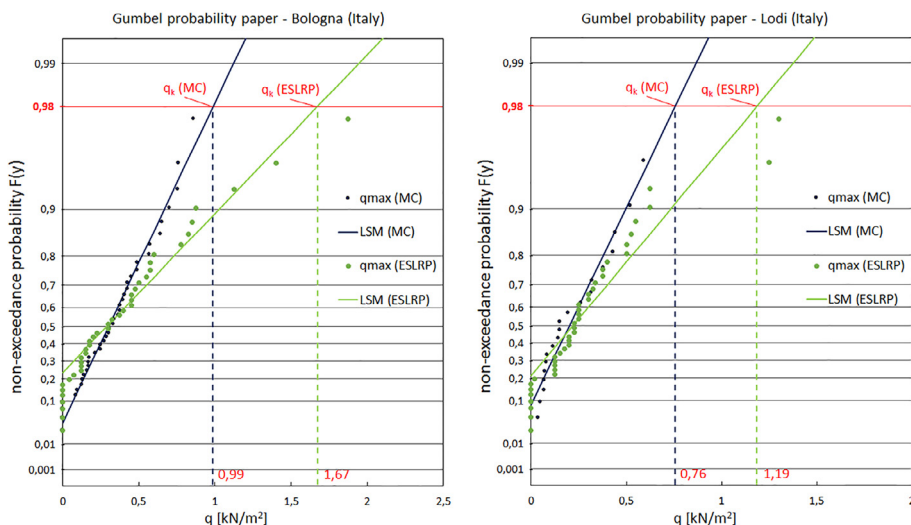 Gumbel probability paper - Bologna (Italy)
non-exceedance probability F(y)
0,99
0,98
0,9
0,8
0,7
0,6
0,5
0,4
0,3
0,2
0,1
0,01
0,001
qk (MC)
qk (ESLRP)
qmax (MC)
LSM (MC)
qmax (ESLRP)
LSM (ESLRP)
0,99
1,67
0
0,5
1
1,5
2
2,5
q [kN/m²]
Gumbel probability paper - Lodi (Italy)
non-exceedance probability F(y)
0,99
0,98
0,9
0,8
0,7
0,6
0,5
0,4
0,3
0,2
0,1
0,01
0,001
qk (MC)
qk (ESLRP)
qmax (MC)
LSM (MC)
qmax (ESLRP)
LSM (ESLRP)
0,76
1,19
0
0,5
1
1,5
2
q [kN/m²]